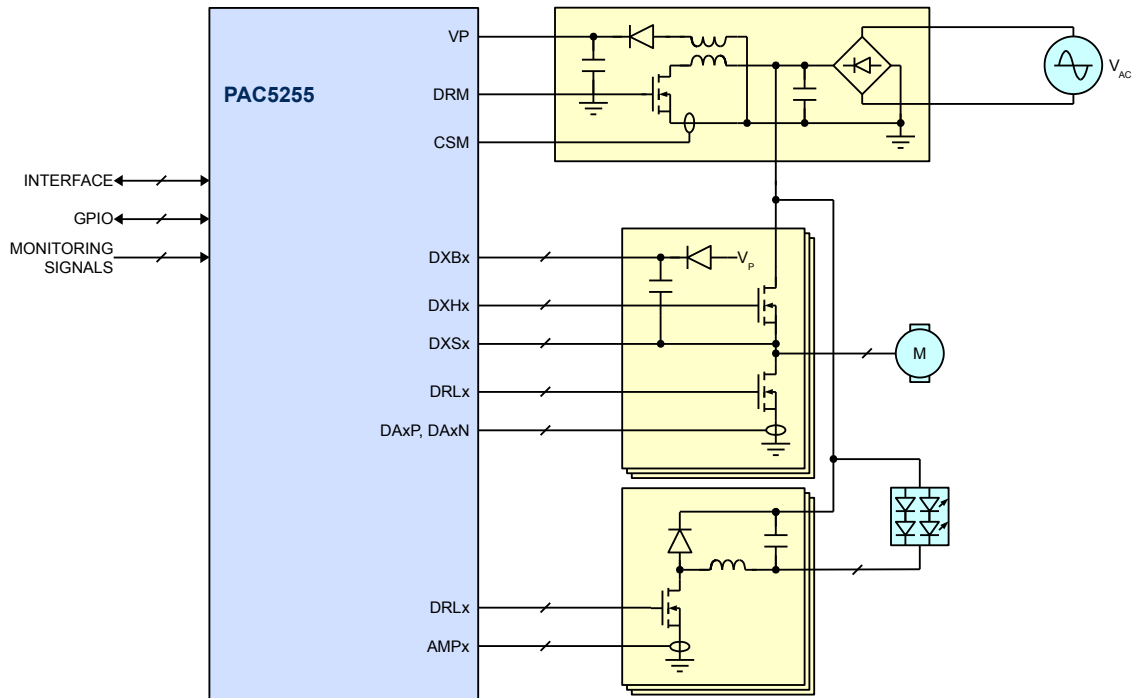 VP
V_AC
PAC5255
DRM
CSM
INTERFACE
GPIO
MONITORING
SIGNALS
DXBx
V_P
DXHx
DXSx
M
DRLx
DAxP, DAxN
DRLx
AMPx